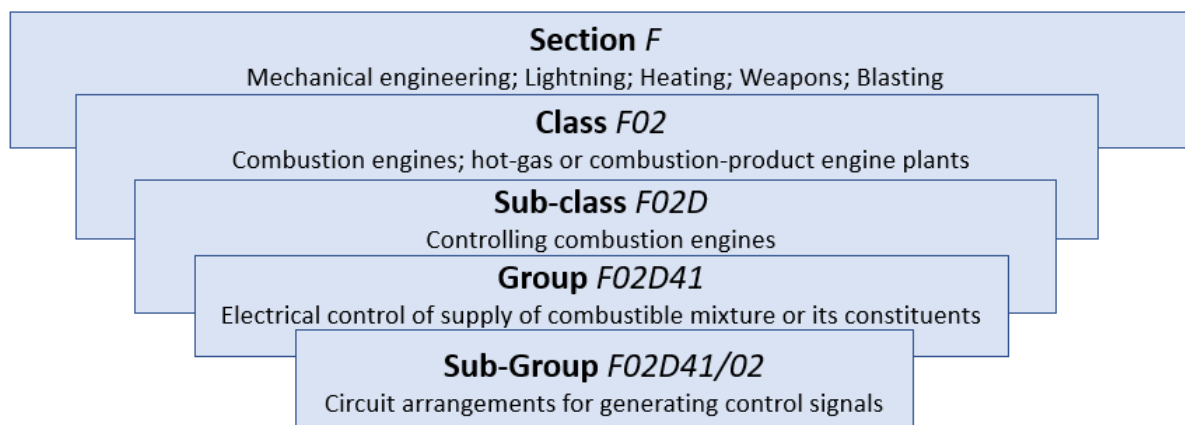 Section F
Mechanical engineering; Lightning; Heating; Weapons; Blasting
Class F02
Combustion engines; hot-gas or combustion-product engine plants
Sub-class F02D
Controlling combustion engines
Group F02D41
Electrical control of supply of combustible mixture or its constituents
Sub-Group F02D41/02
Circuit arrangements for generating control signals